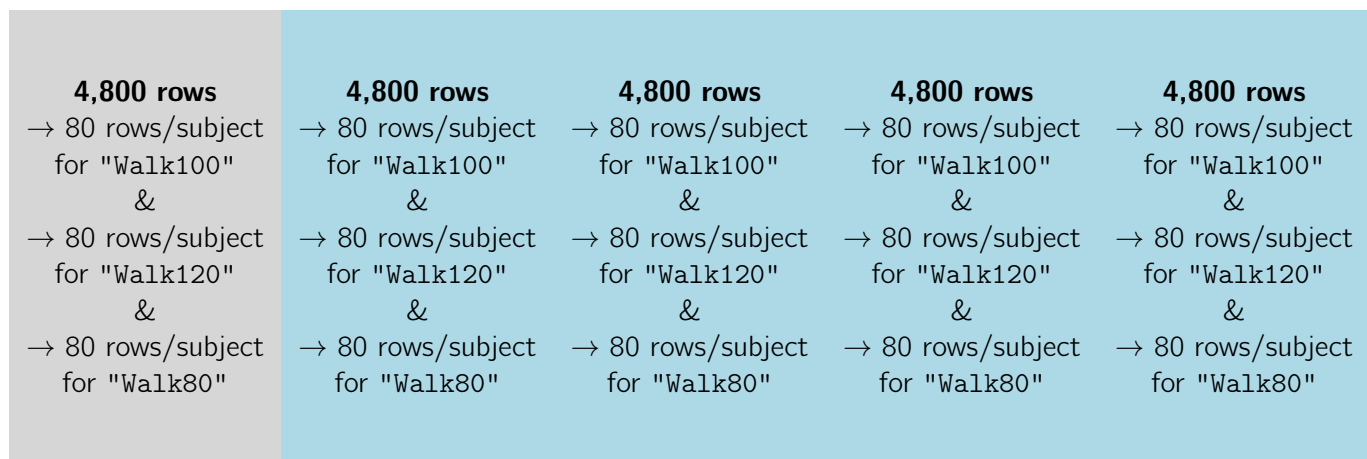 4,800 rows
→ 80 rows/subject
for "Walk100"
&
→ 80 rows/subject
for "Walk120"
&
→ 80 rows/subject
for "Walk80"
4,800 rows
→ 80 rows/subject
for "Walk100"
&
→ 80 rows/subject
for "Walk120"
&
→ 80 rows/subject
for "Walk80"
4,800 rows
→ 80 rows/subject
for "Walk100"
&
→ 80 rows/subject
for "Walk120"
&
→ 80 rows/subject
for "Walk80"
4,800 rows
→ 80 rows/subject
for "Walk100"
&
→ 80 rows/subject
for "Walk120"
&
→ 80 rows/subject
for "Walk80"
4,800 rows
→ 80 rows/subject
for "Walk100"
&
→ 80 rows/subject
for "Walk120"
&
→ 80 rows/subject
for "Walk80"